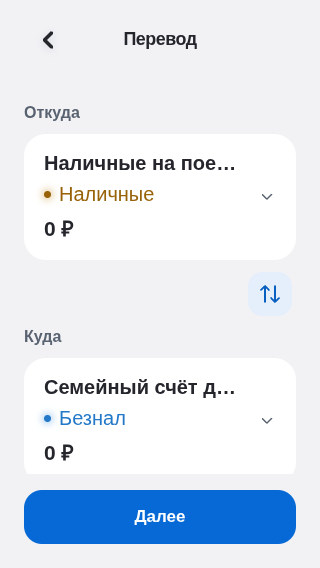 Перевод
Откуда
Наличные на пое…
Наличные
0 ₽
Куда
Семейный счёт д…
Безнал
0 ₽
Далее